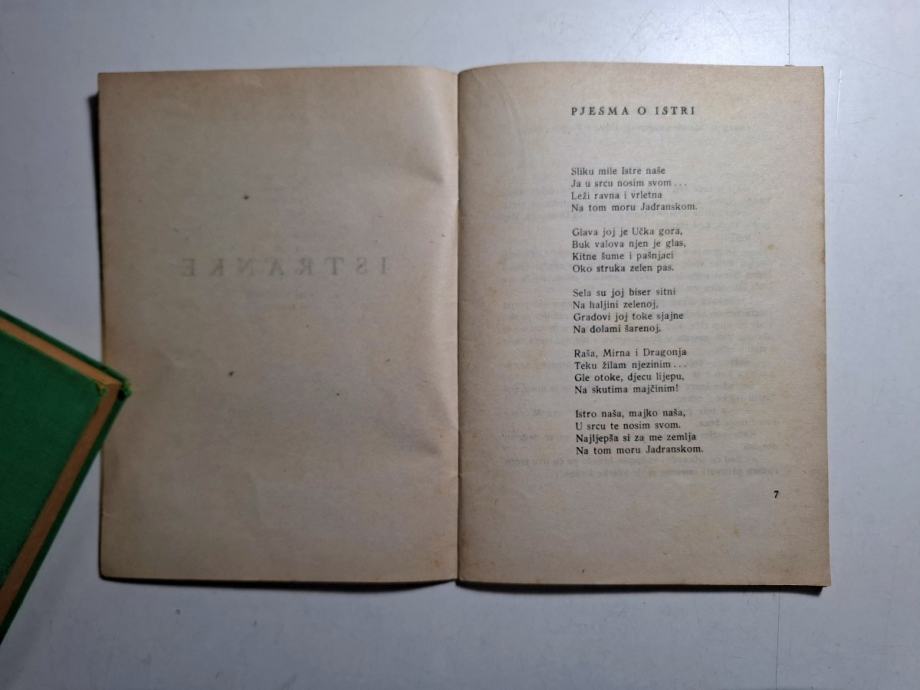 ISTRANKE
PJESMA O ISTRI
Sliku mile Istre naše
Ja u srcu nosim svom...
Leži ravna i vrletna
Na tom moru Jadranskom.
Glava joj je Učka gora,
Buk valova njen je glas,
Kitne šume i pašnjaci
Oko struka zelen pas.
Sela su joj biser sitni
Na haljini zelenoj,
Gradovi joj toke sjajne
Na dolami šarenoj.
Raša, Mirna i Dragonja
Teku žilam njezinim...
Gle otoke, djecu lijepu,
Na skutima majčinim!
Istro naša, majko naša,
U srcu te nosim svom.
Najljepša si za me zemlja
Na tom moru Jadranskom.
7